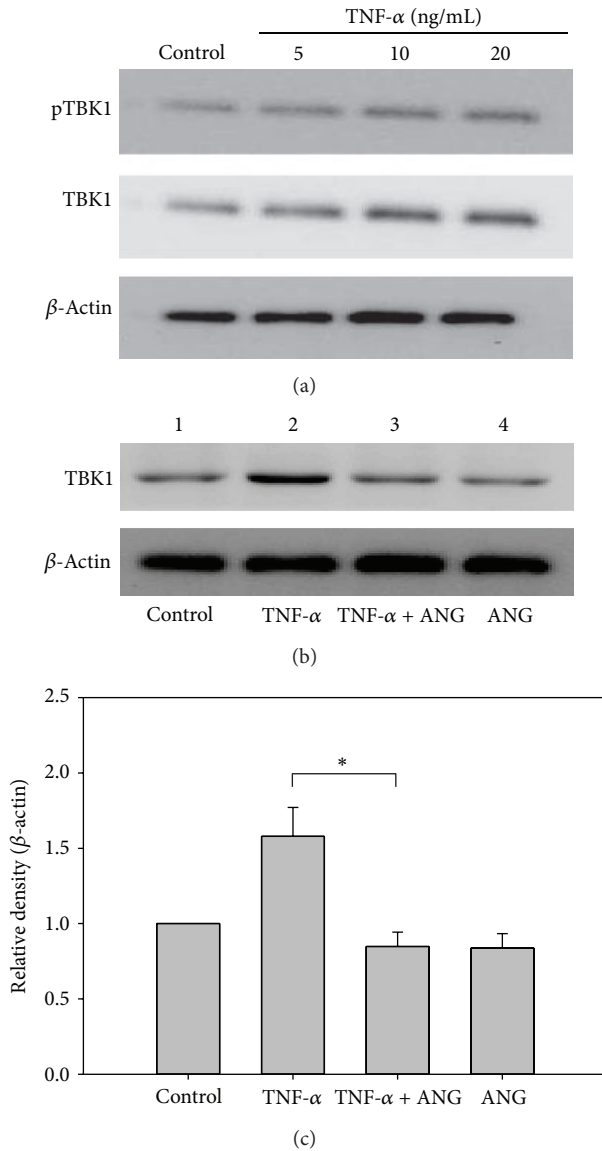 TNF-α (ng/mL)
Control 5 10 20
pTBK1
TBK1
β-Actin
(a)
1 2 3 4
TBK1
β-Actin
Control TNF-α TNF-α + ANG ANG
(b)
2.5
2.0
1.5
1.0
0.5
0.0
Relative density (β-actin)
*
Control TNF-α TNF-α + ANG ANG
(c)